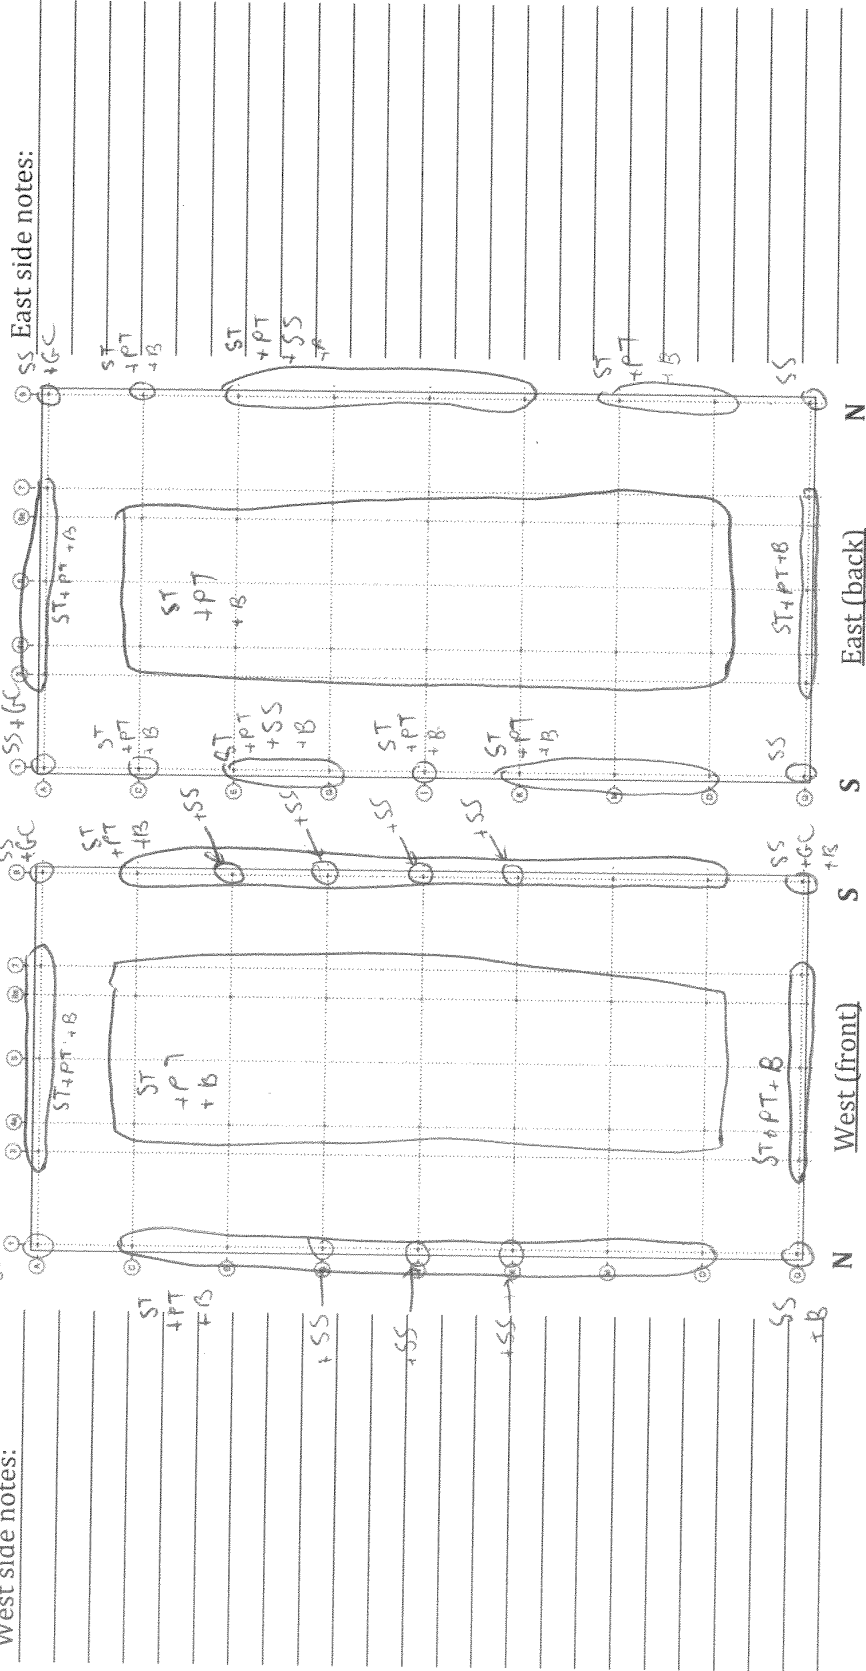 West side notes:
SS
+GC
ST+PT+B
ST
+PT
+B
ST
+PT
+B
ST
+PT
+B
+SS
+SS
+SS
+SS
+SS
+SS
+SS
ST+PT+B
SS
+B
SS
+GC
+B
N
West (front)
S
East side notes:
SS+GC
SS
+GC
ST+PT+B
ST
+PT
+B
ST
+PT
+SS
+B
ST
+PT
+B
ST
+PT
+B
ST
+PT
+B
ST
+PT
+B
ST
+PT
+SS
+B
ST
+PT
+B
ST+PT+B
SS
SS
S
East (back)
N